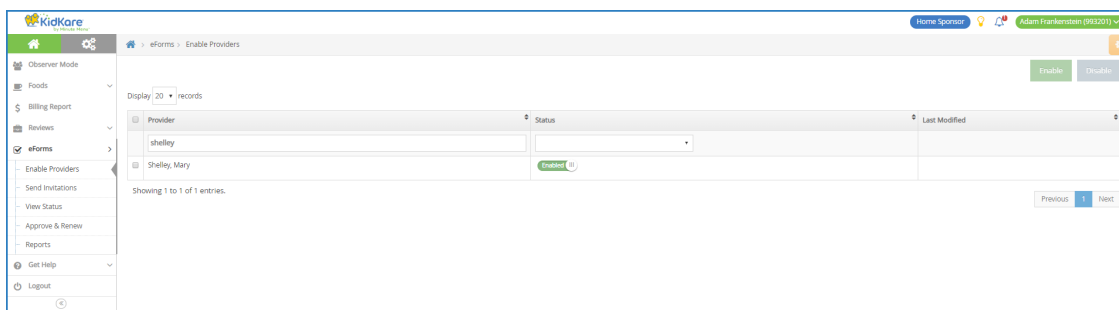 KidKare
by Minute Menu
Home Sponsor
Adam Frankenstein (993201)
eForms > Enable Providers
Observer Mode
Foods
Billing Report
Reviews
eForms
Enable Providers
Send Invitations
View Status
Approve & Renew
Reports
Get Help
Logout
Enable Disable
Display 20 records
Provider Status Last Modified
shelley
Shelley, Mary Enabled
Showing 1 to 1 of 1 entries.
Previous 1 Next